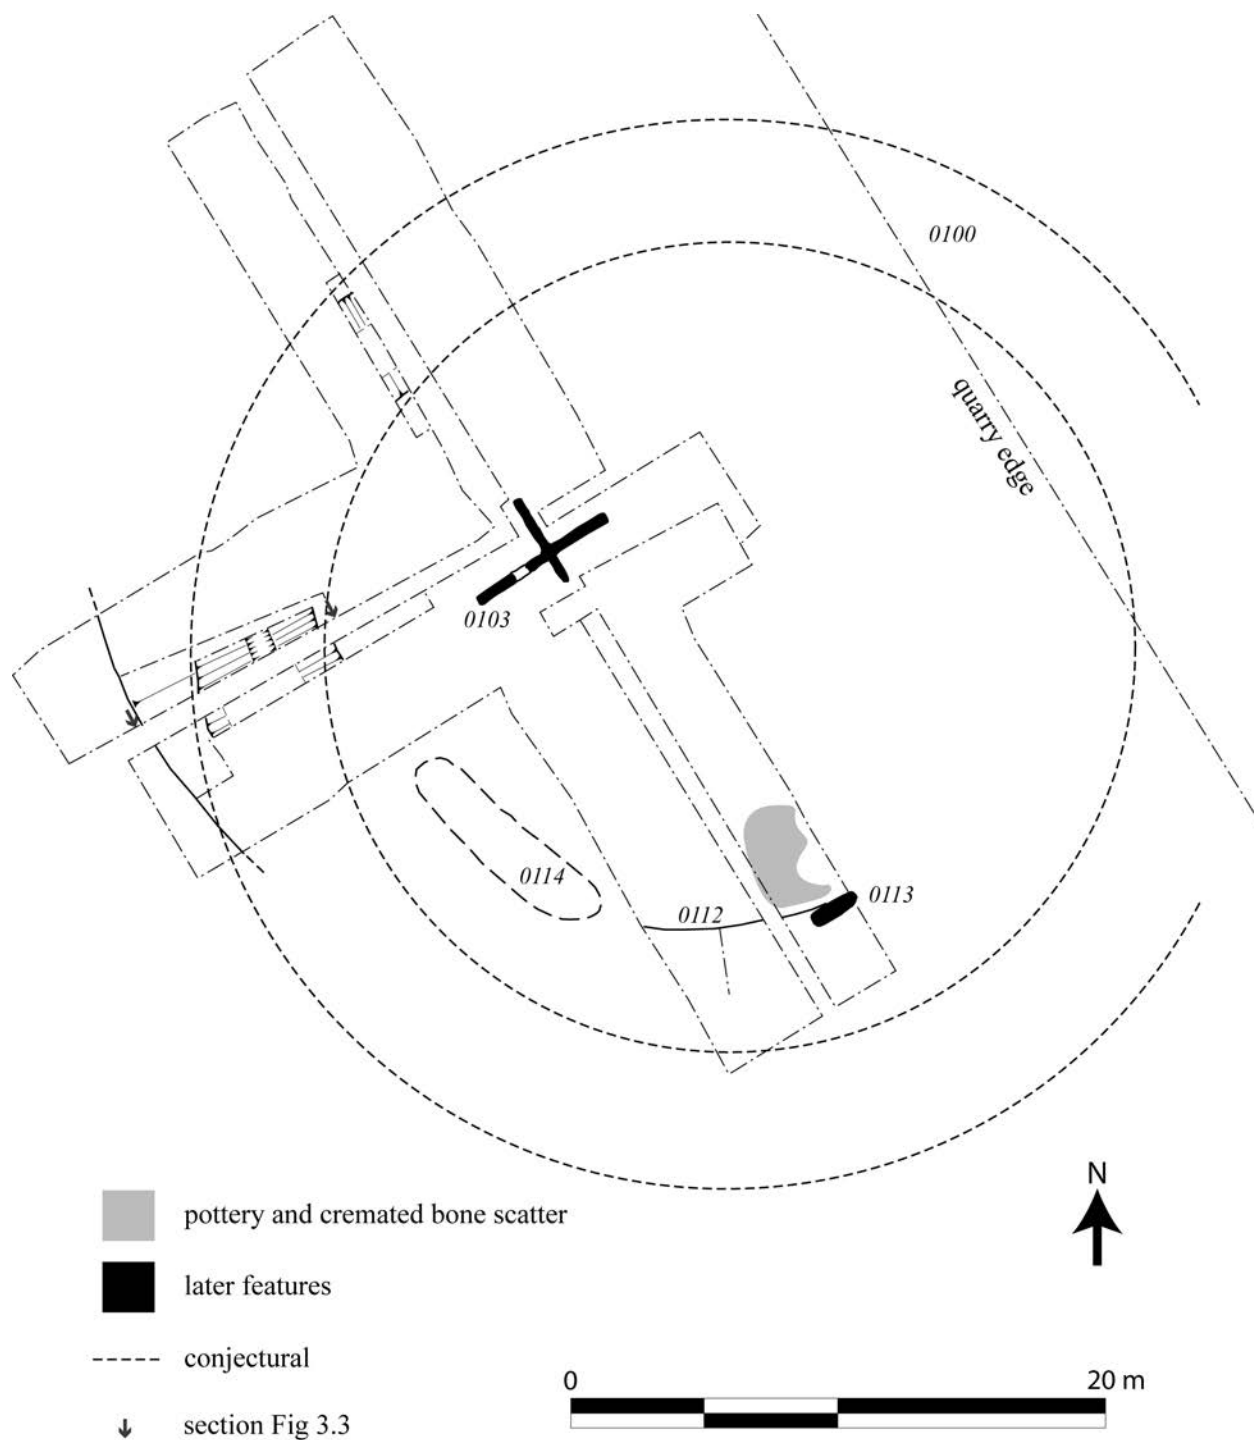 0100
quarry edge
0103
0114
0112
0113
N
pottery and cremated bone scatter
later features
conjectural
section Fig 3.3
0 20 m